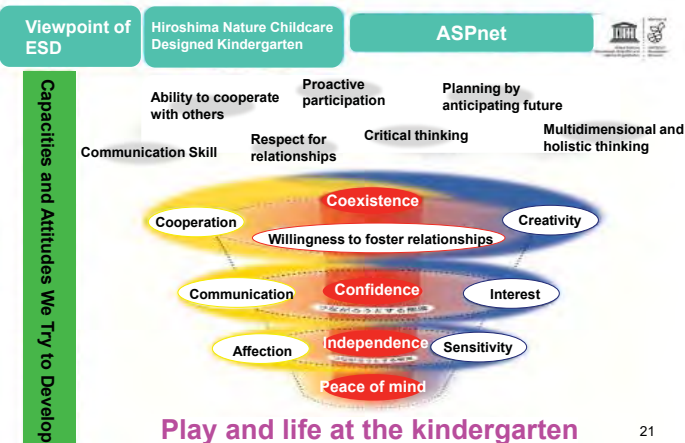 Viewpoint of
ESD
Hiroshima Nature Childcare
Designed Kindergarten
ASPnet
Capacities and Attitudes We Try to Develop
Ability to cooperate
with others
Proactive
participation
Planning by
anticipating future
Communication Skill
Respect for
relationships
Critical thinking
Multidimensional and
holistic thinking
Coexistence
Cooperation
Creativity
Willingness to foster relationships
Communication
Confidence
Interest
Affection
Independence
Sensitivity
Peace of mind
Play and life at the kindergarten
21